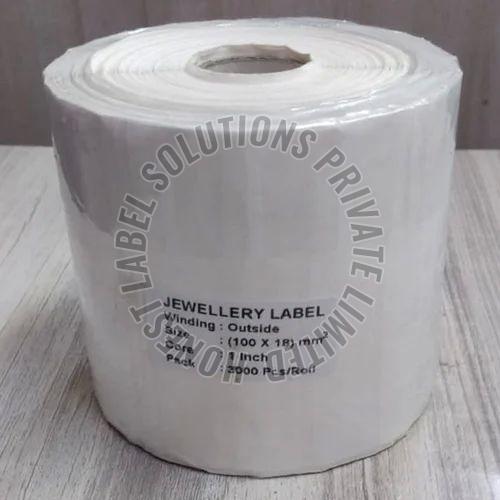 JEWELLERY LABEL
Winding : Outside
Size : (100 X 18) mm²
Core : 1 Inch
Pack : 3000 Pcs/Roll
HONEST LABEL SOLUTIONS PRIVATE LIMITED